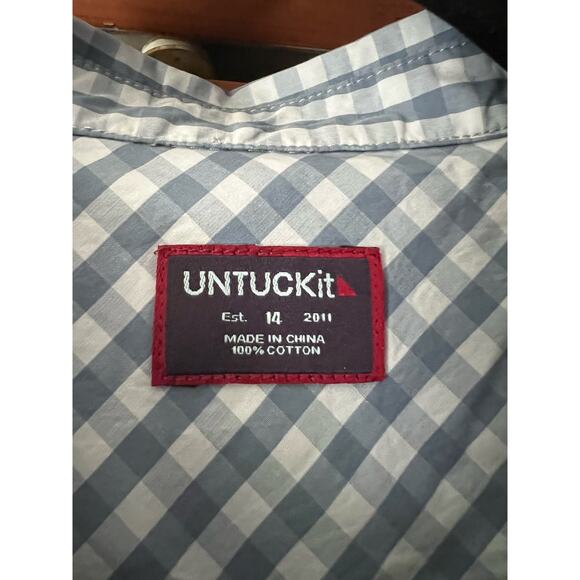 UNTUCKit
Est. 14 2011
MADE IN CHINA
100% COTTON